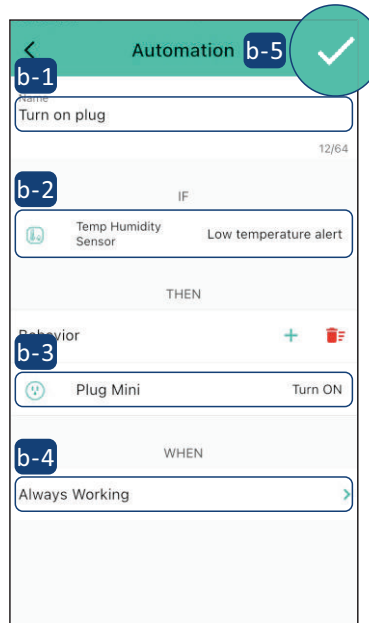 Automation
b-5
b-1
Name
Turn on plug
12/64
b-2
IF
Temp Humidity
Sensor
Low temperature alert
THEN
Behavior
b-3
Plug Mini
Turn ON
b-4
WHEN
Always Working